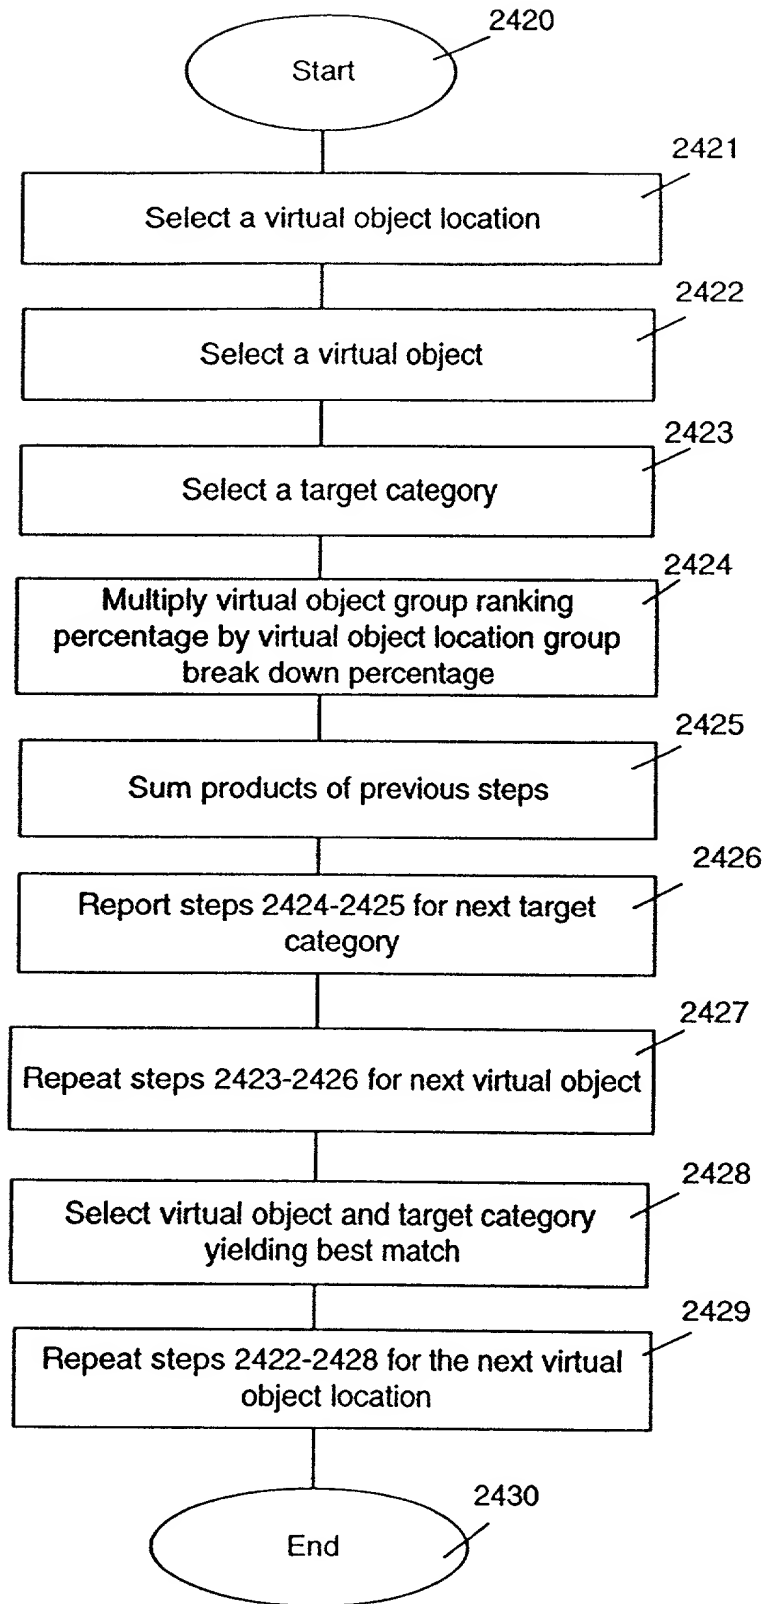 2420
Start
2421
Select a virtual object location
2422
Select a virtual object
2423
Select a target category
2424
Multiply virtual object group ranking
percentage by virtual object location group
break down percentage
2425
Sum products of previous steps
2426
Report steps 2424-2425 for next target
category
2427
Repeat steps 2423-2426 for next virtual object
2428
Select virtual object and target category
yielding best match
2429
Repeat steps 2422-2428 for the next virtual
object location
2430
End